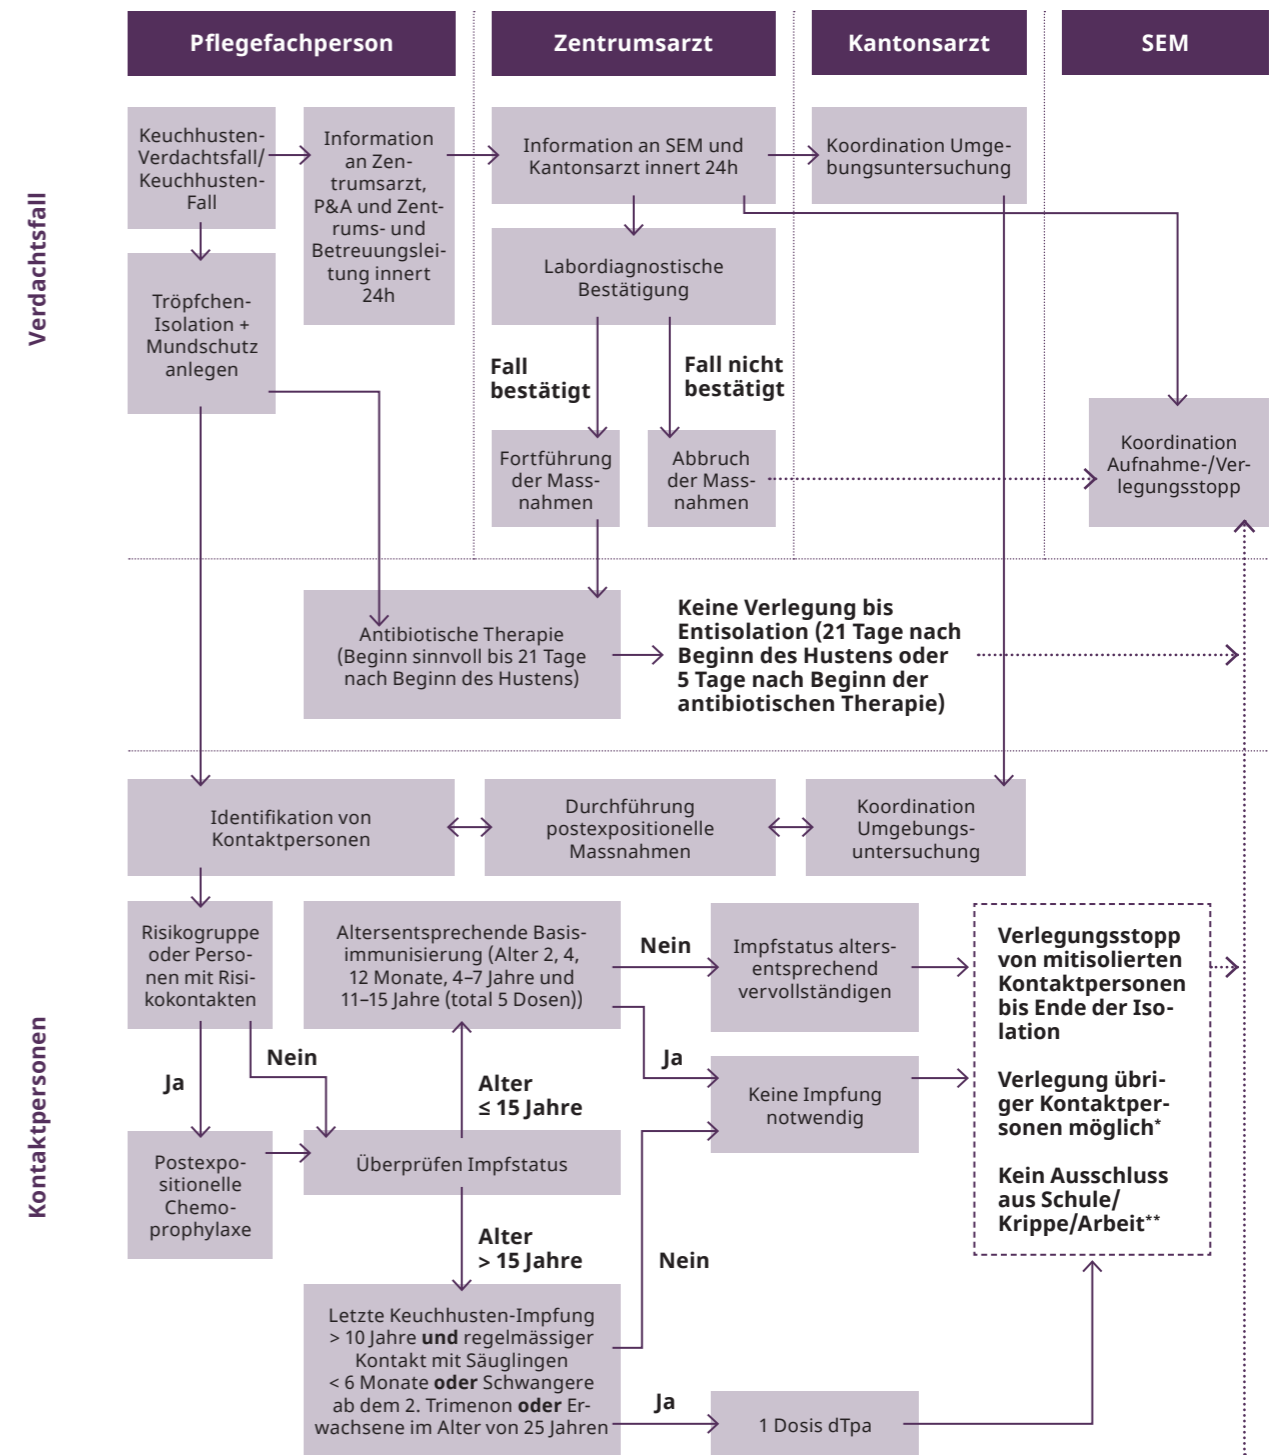 Pflegefachperson
Zentrumsarzt
Kantonsarzt
SEM
Verdachtsfall
Keuchhusten-
Verdachtsfall/
Keuchhusten-
Fall
Information
an Zen-
trumsarzt,
P&A und Zent-
rums- und
Betreuungslei-
tung innert
24h
Information an SEM und
Kantonsarzt innert 24h
Koordination Umge-
bungsuntersuchung
Tröpfchen-
Isolation +
Mundschutz
anlegen
Labordiagnostische
Bestätigung
Fall
bestätigt
Fall nicht
bestätigt
Fortführung
der Mass-
nahmen
Abbruch
der Mass-
nahmen
Koordination
Aufnahme-/Ver-
legungsstopp
Antibiotische Therapie
(Beginn sinnvoll bis 21 Tage
nach Beginn des Hustens)
Keine Verlegung bis
Entisolation (21 Tage nach
Beginn des Hustens oder
5 Tage nach Beginn der
antibiotischen Therapie)
Kontaktpersonen
Identifikation von
Kontaktpersonen
Durchführung
postexpositionelle
Massnahmen
Koordination
Umgebungs-
untersuchung
Risikogruppe
oder Perso-
nen mit Risi-
kokontakten
Altersentsprechende Basis-
immunisierung (Alter 2, 4,
12 Monate, 4–7 Jahre und
11–15 Jahre (total 5 Dosen))
Nein
Impfstatus alters-
entsprechend
vervollständigen
Verlegungsstopp
von mitisolierten
Kontaktpersonen
bis Ende der Iso-
lation
Verlegung übri-
ger Kontaktper-
sonen möglich*
Kein Ausschluss
aus Schule/
Krippe/Arbeit**
Ja
Nein
Alter
≤ 15 Jahre
Ja
Keine Impfung
notwendig
Postexpo-
sitionelle
Chemo-
prophylaxe
Überprüfen Impfstatus
Alter
> 15 Jahre
Nein
Letzte Keuchhusten-Impfung
> 10 Jahre und regelmässiger
Kontakt mit Säuglingen
< 6 Monate oder Schwangere
ab dem 2. Trimenon oder Er-
wachsene im Alter von 25 Jahren
Ja
1 Dosis dTpa